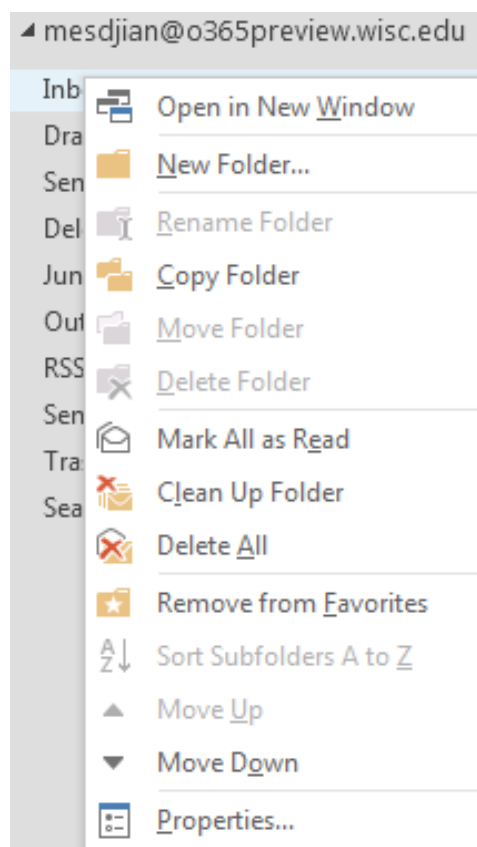 mesdjian@o365preview.wisc.edu
Inb
Open in New Window
Dra
New Folder...
Sen
Rename Folder
Del
Copy Folder
Jun
Move Folder
Out
Delete Folder
RSS
Mark All as Read
Sen
Clean Up Folder
Tra
Delete All
Sea
Remove from Favorites
Sort Subfolders A to Z
Move Up
Move Down
Properties...